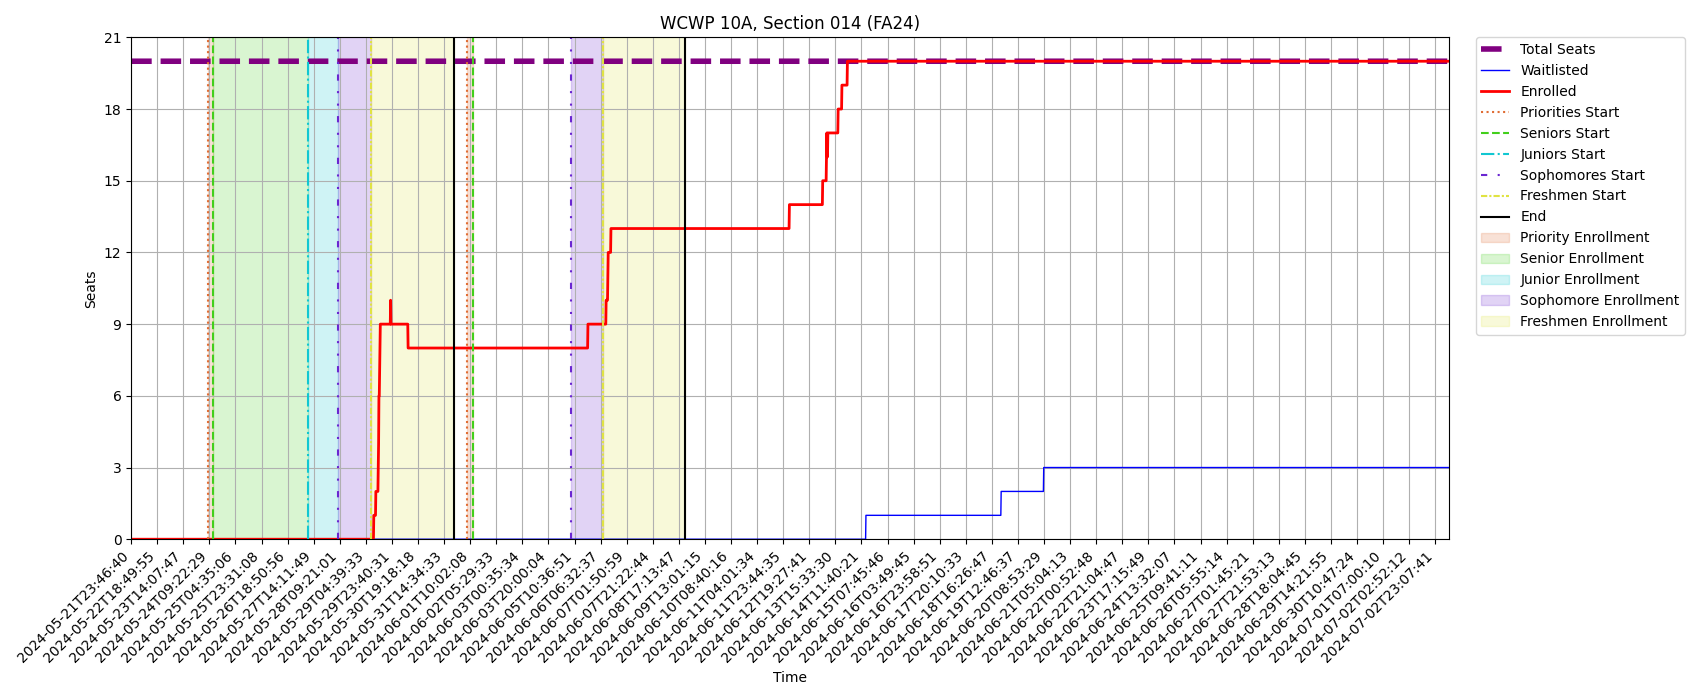 WCWP 10A, Section 014 (FA24)
Seats
21
18
15
12
9
6
3
0
2024-05-21T23:46:40
2024-05-22T18:49:55
2024-05-23T14:07:47
2024-05-24T09:22:29
2024-05-25T04:35:06
2024-05-25T23:31:08
2024-05-26T18:50:56
2024-05-27T14:11:49
2024-05-28T09:21:01
2024-05-29T04:39:33
2024-05-29T23:40:31
2024-05-30T19:18:18
2024-05-31T14:34:33
2024-06-01T10:02:08
2024-06-02T05:29:33
2024-06-03T00:35:34
2024-06-03T20:00:04
2024-06-05T10:36:51
2024-06-06T06:32:37
2024-06-07T01:50:59
2024-06-07T21:22:44
2024-06-08T17:13:47
2024-06-09T13:01:15
2024-06-10T08:40:16
2024-06-11T04:01:34
2024-06-11T23:44:35
2024-06-12T19:27:41
2024-06-13T15:33:30
2024-06-14T11:40:21
2024-06-15T07:45:46
2024-06-16T03:49:45
2024-06-16T23:58:51
2024-06-17T20:10:33
2024-06-18T16:26:47
2024-06-19T12:46:37
2024-06-20T08:53:29
2024-06-21T05:04:13
2024-06-22T00:52:48
2024-06-22T21:04:47
2024-06-23T17:15:49
2024-06-24T13:32:07
2024-06-25T09:41:11
2024-06-26T05:55:14
2024-06-27T01:45:21
2024-06-27T21:53:13
2024-06-28T18:04:45
2024-06-29T14:21:55
2024-06-30T10:47:24
2024-07-01T07:00:10
2024-07-02T02:52:12
2024-07-02T23:07:41
Time
Total Seats
Waitlisted
Enrolled
Priorities Start
Seniors Start
Juniors Start
Sophomores Start
Freshmen Start
End
Priority Enrollment
Senior Enrollment
Junior Enrollment
Sophomore Enrollment
Freshmen Enrollment